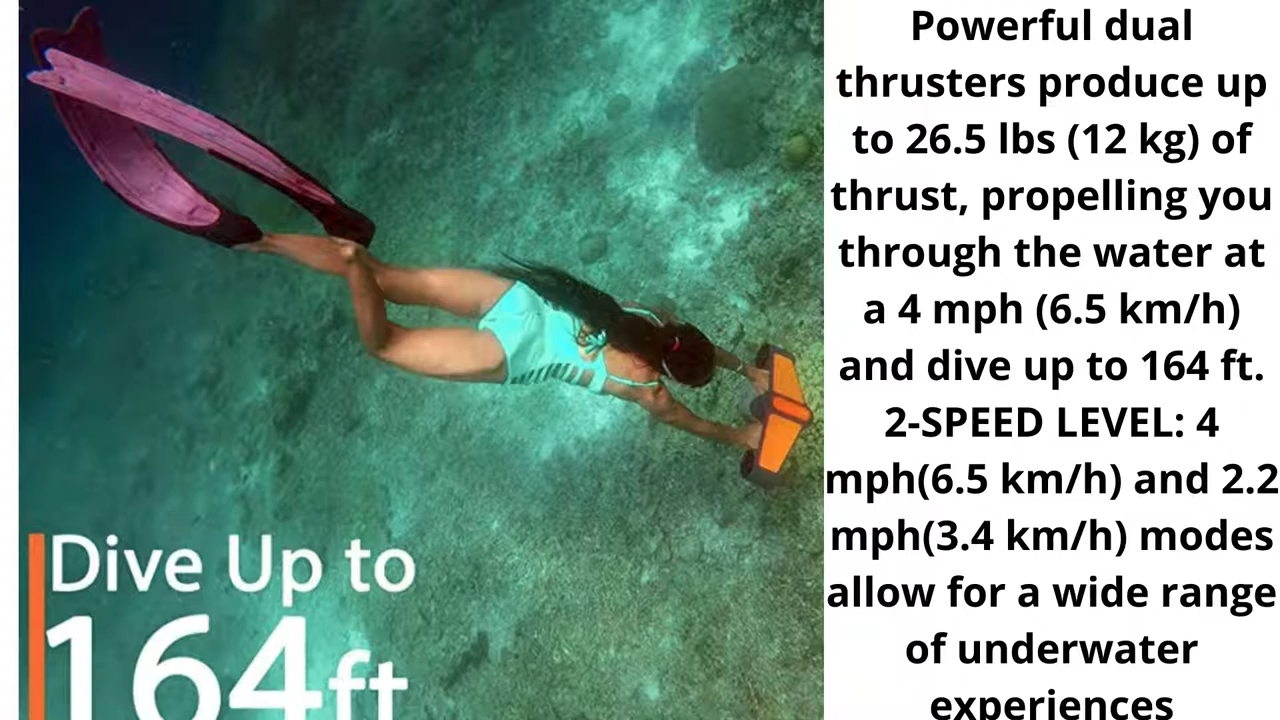 Powerful dual
thrusters produce up
to 26.5 lbs (12 kg) of
thrust, propelling you
through the water at
a 4 mph (6.5 km/h)
and dive up to 164 ft.
2-SPEED LEVEL: 4
mph(6.5 km/h) and 2.2
mph(3.4 km/h) modes
allow for a wide range
of underwater
experiences
Dive Up to
164ft